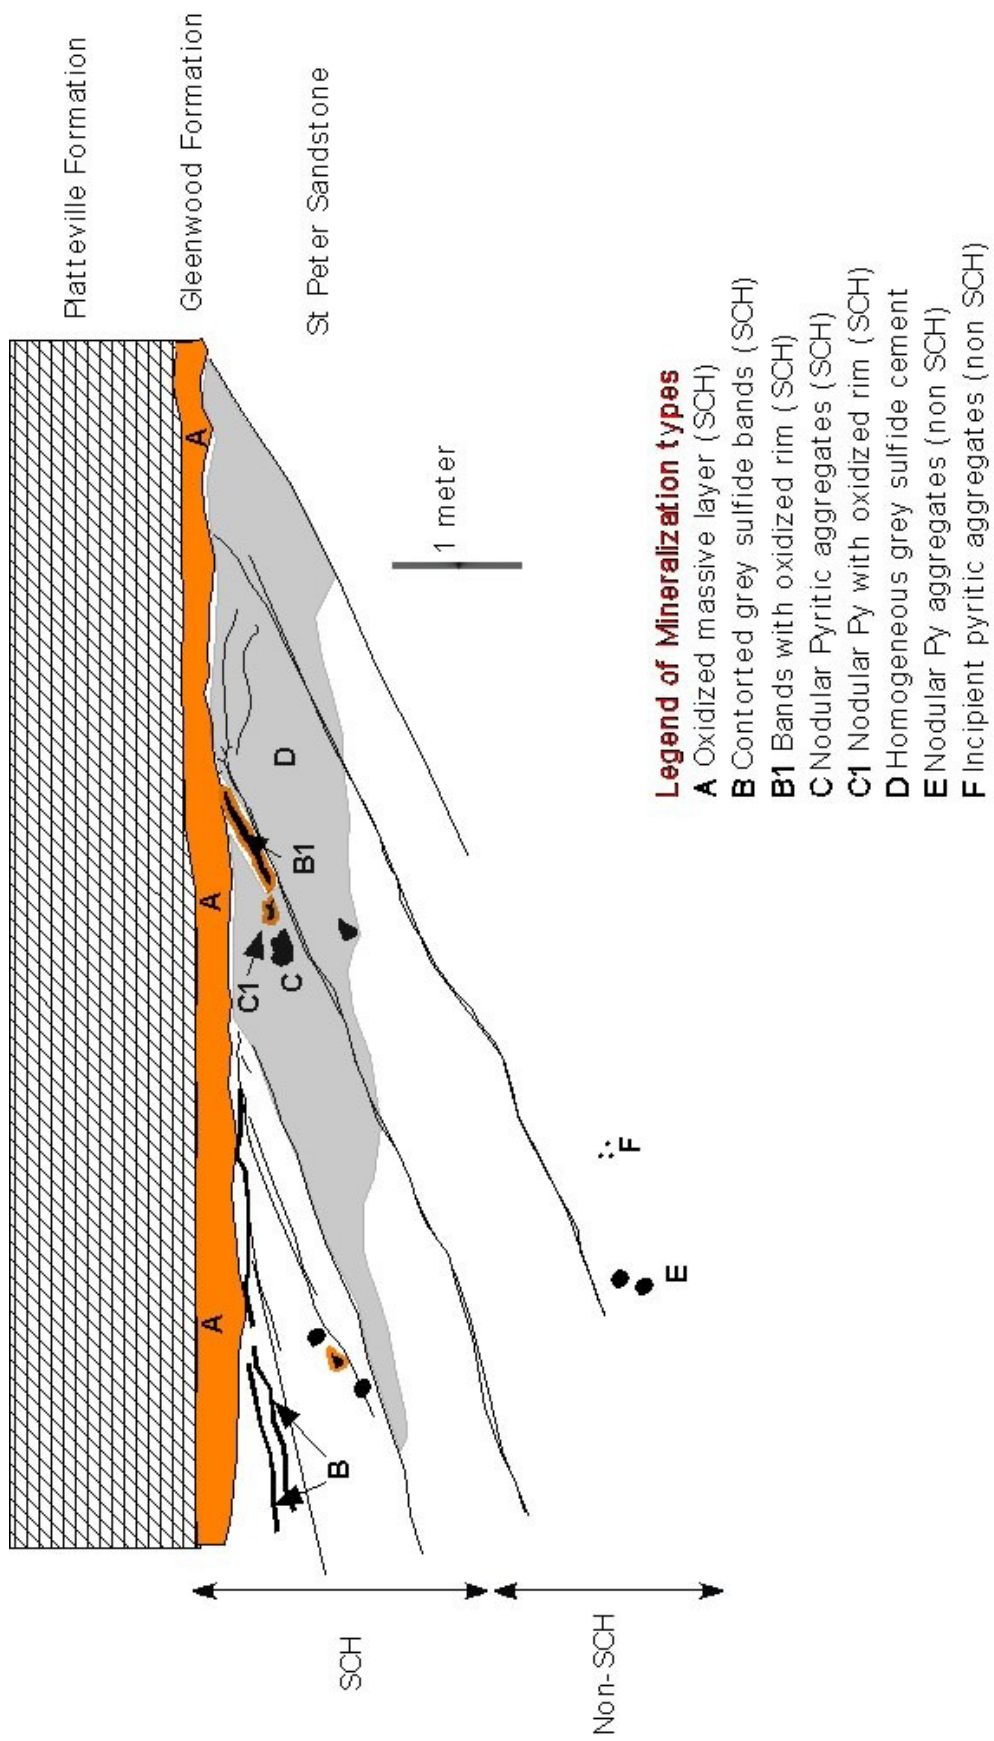 Platteville Formation
Gleenwood Formation
St Peter Sandstone
A
A
A
B
B1
C1
C
D
E
F
1 meter
SCH
Non-SCH
Legend of Mineralization types
A Oxidized massive layer (SCH)
B Contorted grey sulfide bands (SCH)
B1 Bands with oxidized rim (SCH)
C Nodular Pyritic aggregates (SCH)
C1 Nodular Py with oxidized rim (SCH)
D Homogeneous grey sulfide cement
E Nodular Py aggregates (non SCH)
F Incipient pyritic aggregates (non SCH)